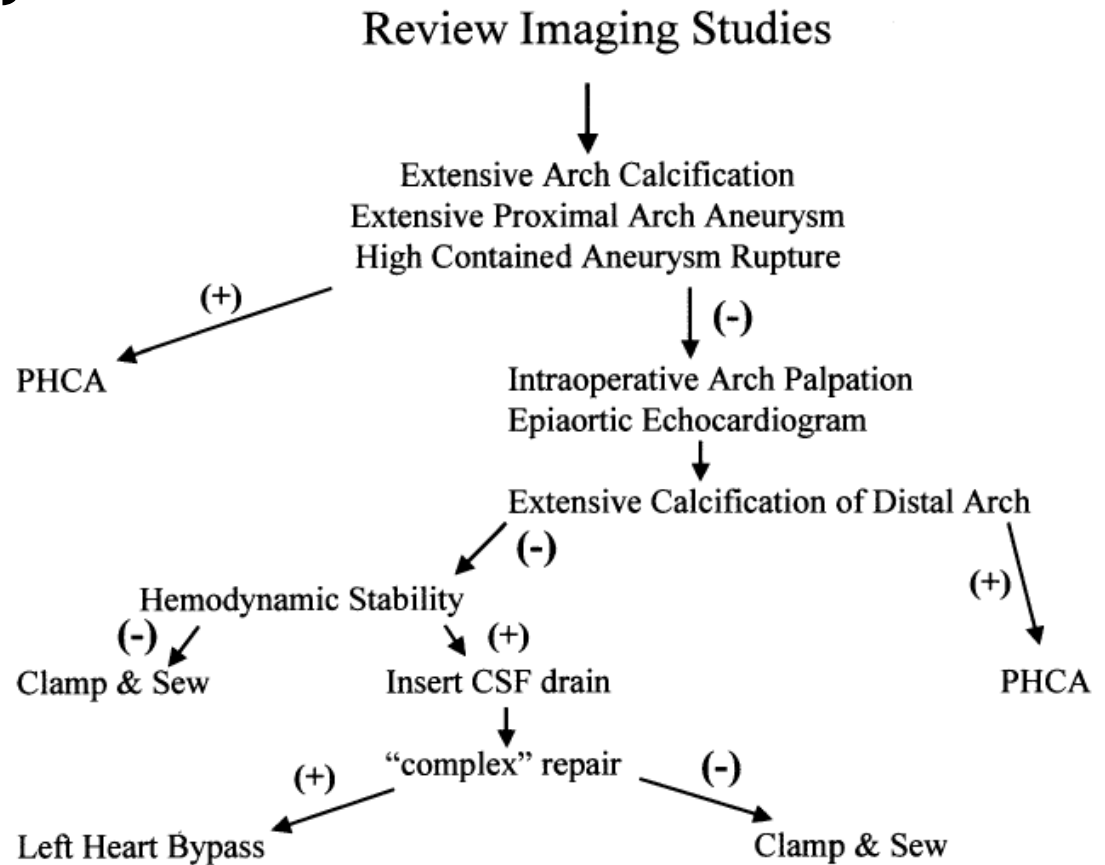 Review Imaging Studies
Extensive Arch Calcification
Extensive Proximal Arch Aneurysm
High Contained Aneurysm Rupture
(+)
(-)
PHCA
Intraoperative Arch Palpation
Epiaortic Echocardiogram
Extensive Calcification of Distal Arch
(-)
(+)
Hemodynamic Stability
(-)
(+)
Clamp & Sew
Insert CSF drain
PHCA
“complex” repair
(+)
(-)
Left Heart Bypass
Clamp & Sew